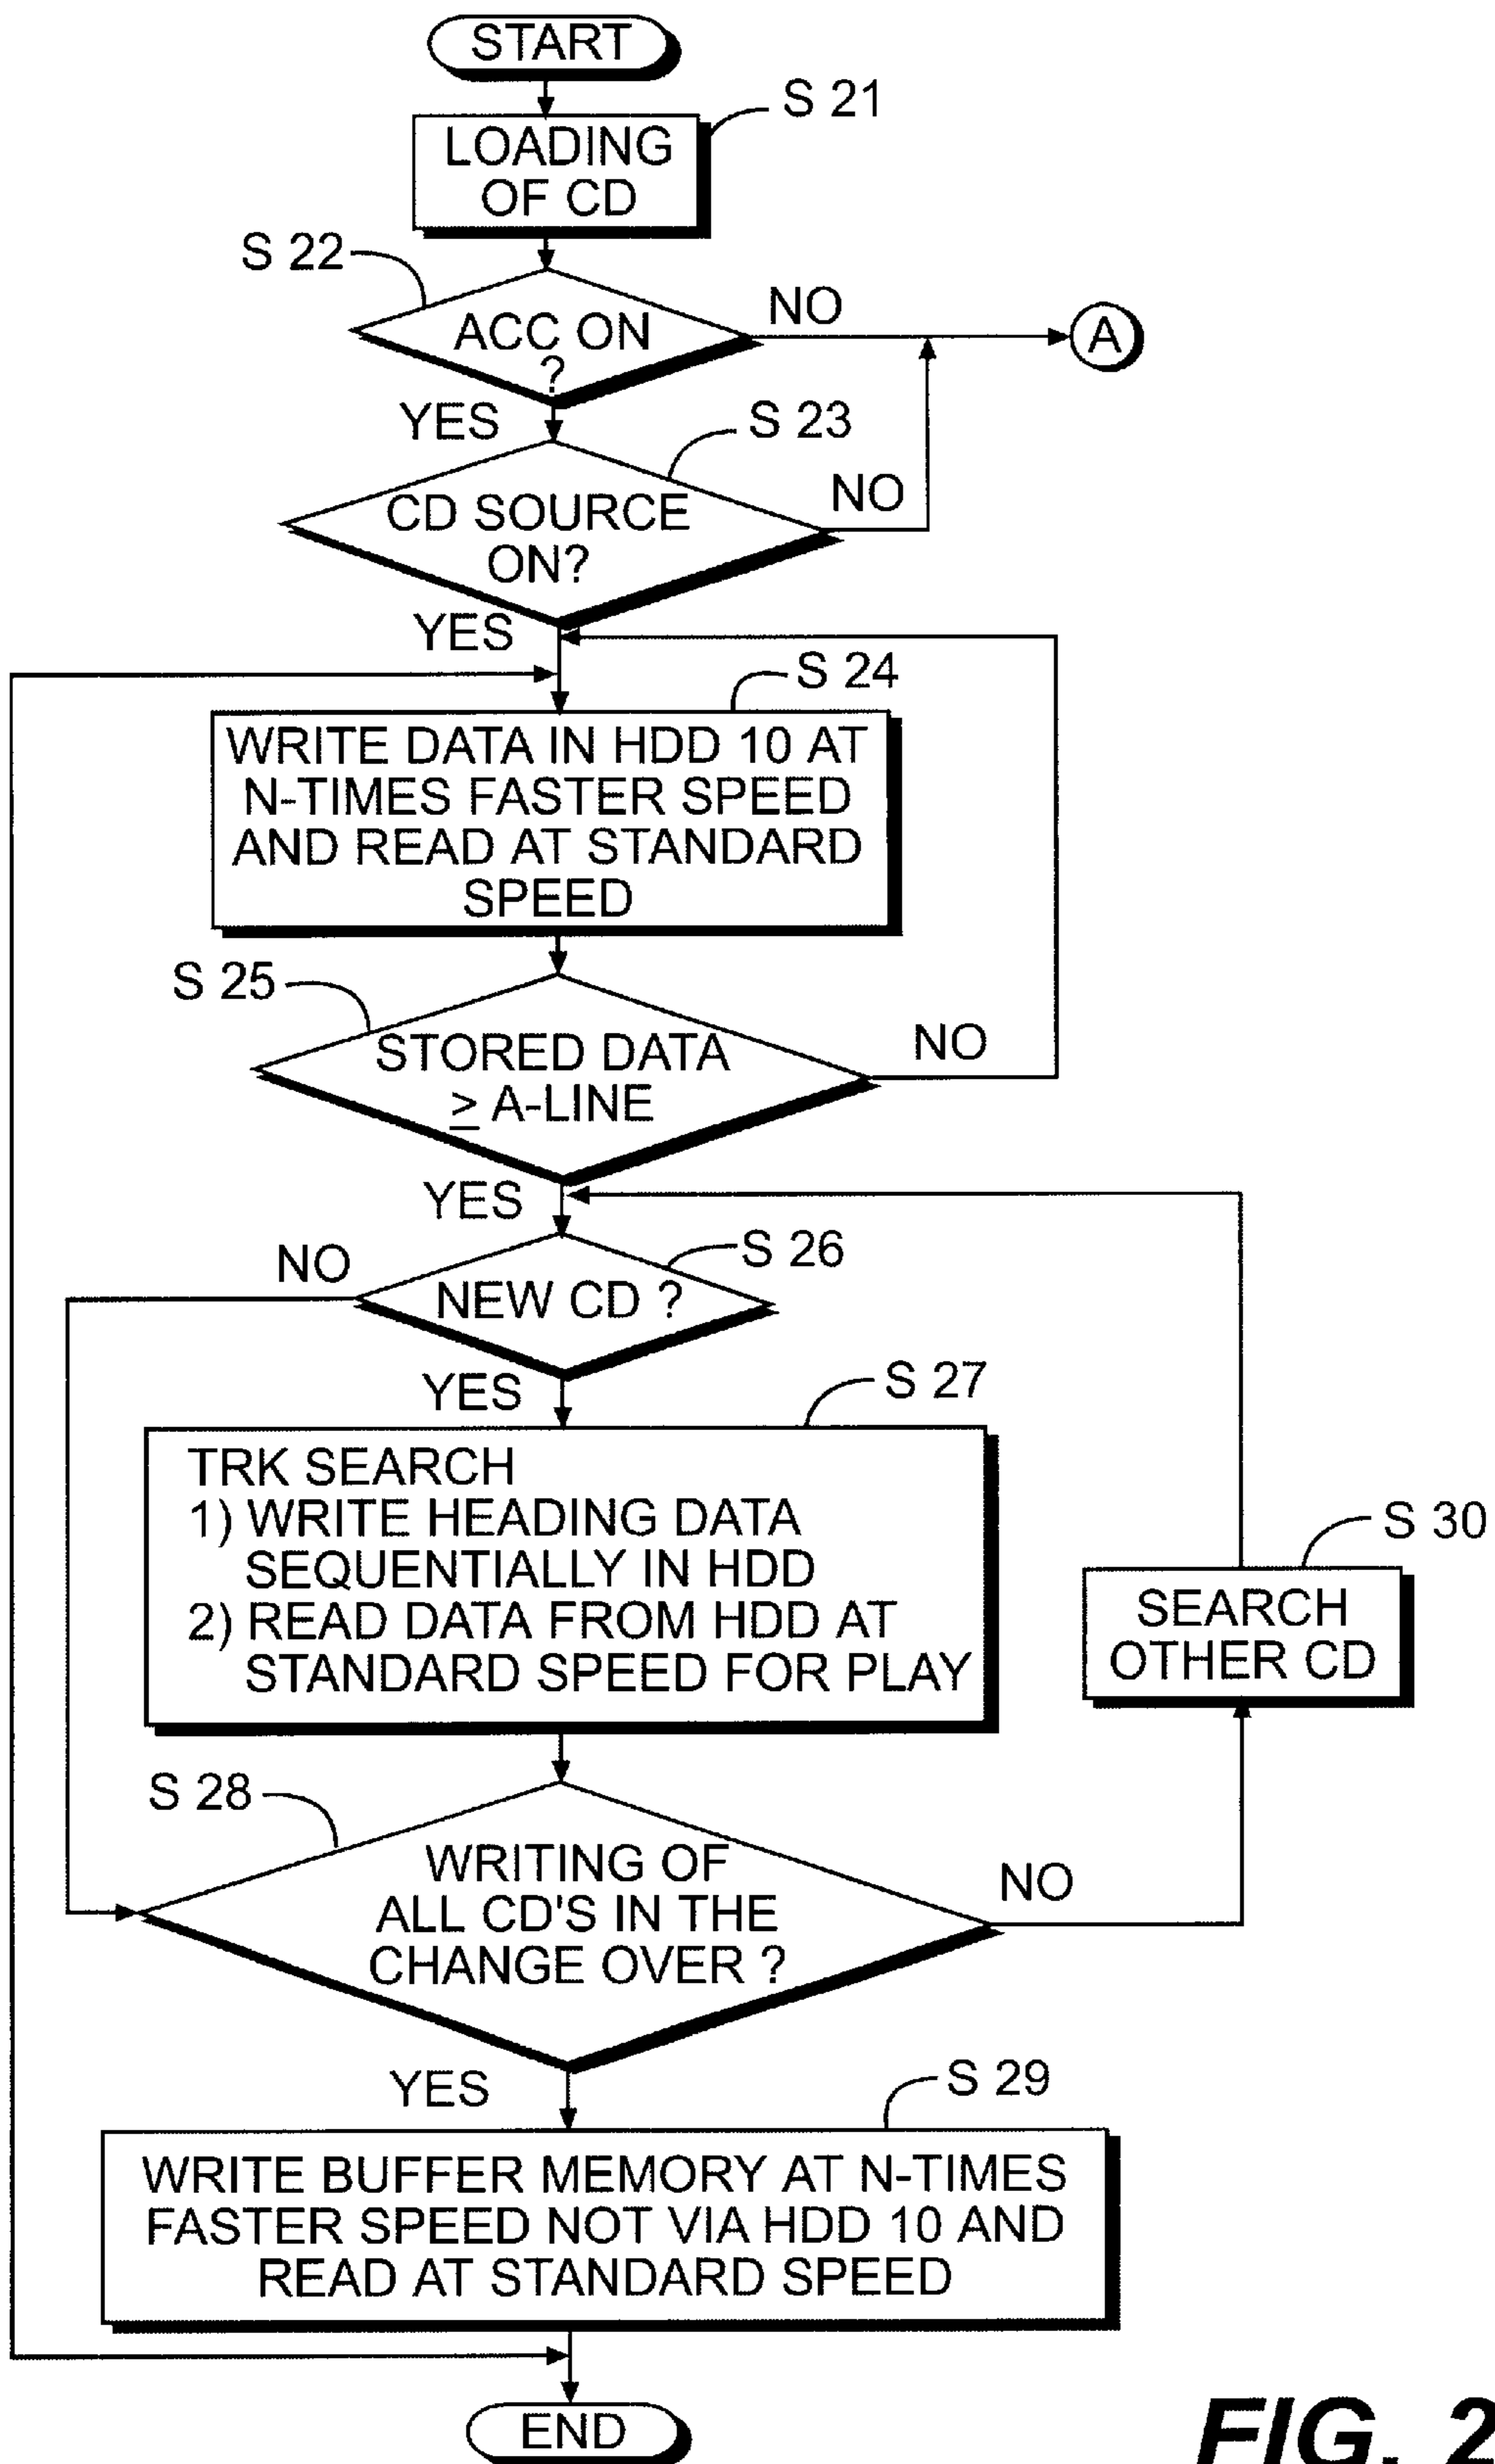 START
S 21
LOADING
OF CD
S 22
ACC ON
?
NO
A
YES
S 23
CD SOURCE
ON?
NO
YES
S 24
WRITE DATA IN HDD 10 AT
N-TIMES FASTER SPEED
AND READ AT STANDARD
SPEED
S 25
STORED DATA
≥ A-LINE
NO
YES
S 26
NO
NEW CD ?
YES
S 27
TRK SEARCH
1) WRITE HEADING DATA
SEQUENTIALLY IN HDD
2) READ DATA FROM HDD AT
STANDARD SPEED FOR PLAY
S 30
SEARCH
OTHER CD
S 28
WRITING OF
ALL CD'S IN THE
CHANGE OVER ?
NO
YES
S 29
WRITE BUFFER MEMORY AT N-TIMES
FASTER SPEED NOT VIA HDD 10 AND
READ AT STANDARD SPEED
END
FIG. 2